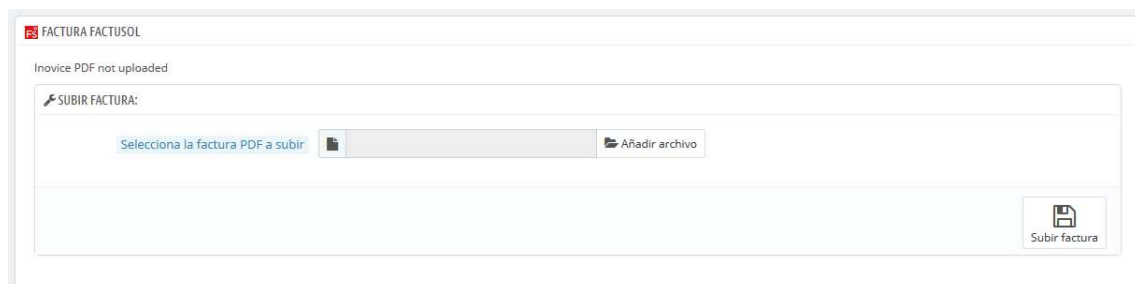 FS FACTURA FACTUSOL
Inovice PDF not uploaded
SUBIR FACTURA:
Selecciona la factura PDF a subir Añadir archivo
Subir factura